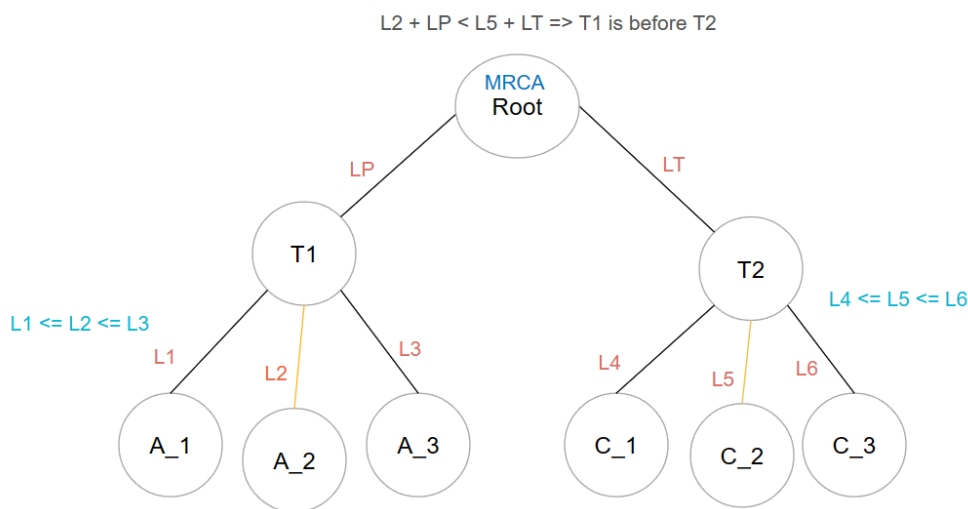 L2 + LP < L5 + LT => T1 is before T2
MRCA
Root
LP
LT
T1
T2
L1 <= L2 <= L3
L4 <= L5 <= L6
L1
L2
L3
L4
L5
L6
A_1
A_2
A_3
C_1
C_2
C_3